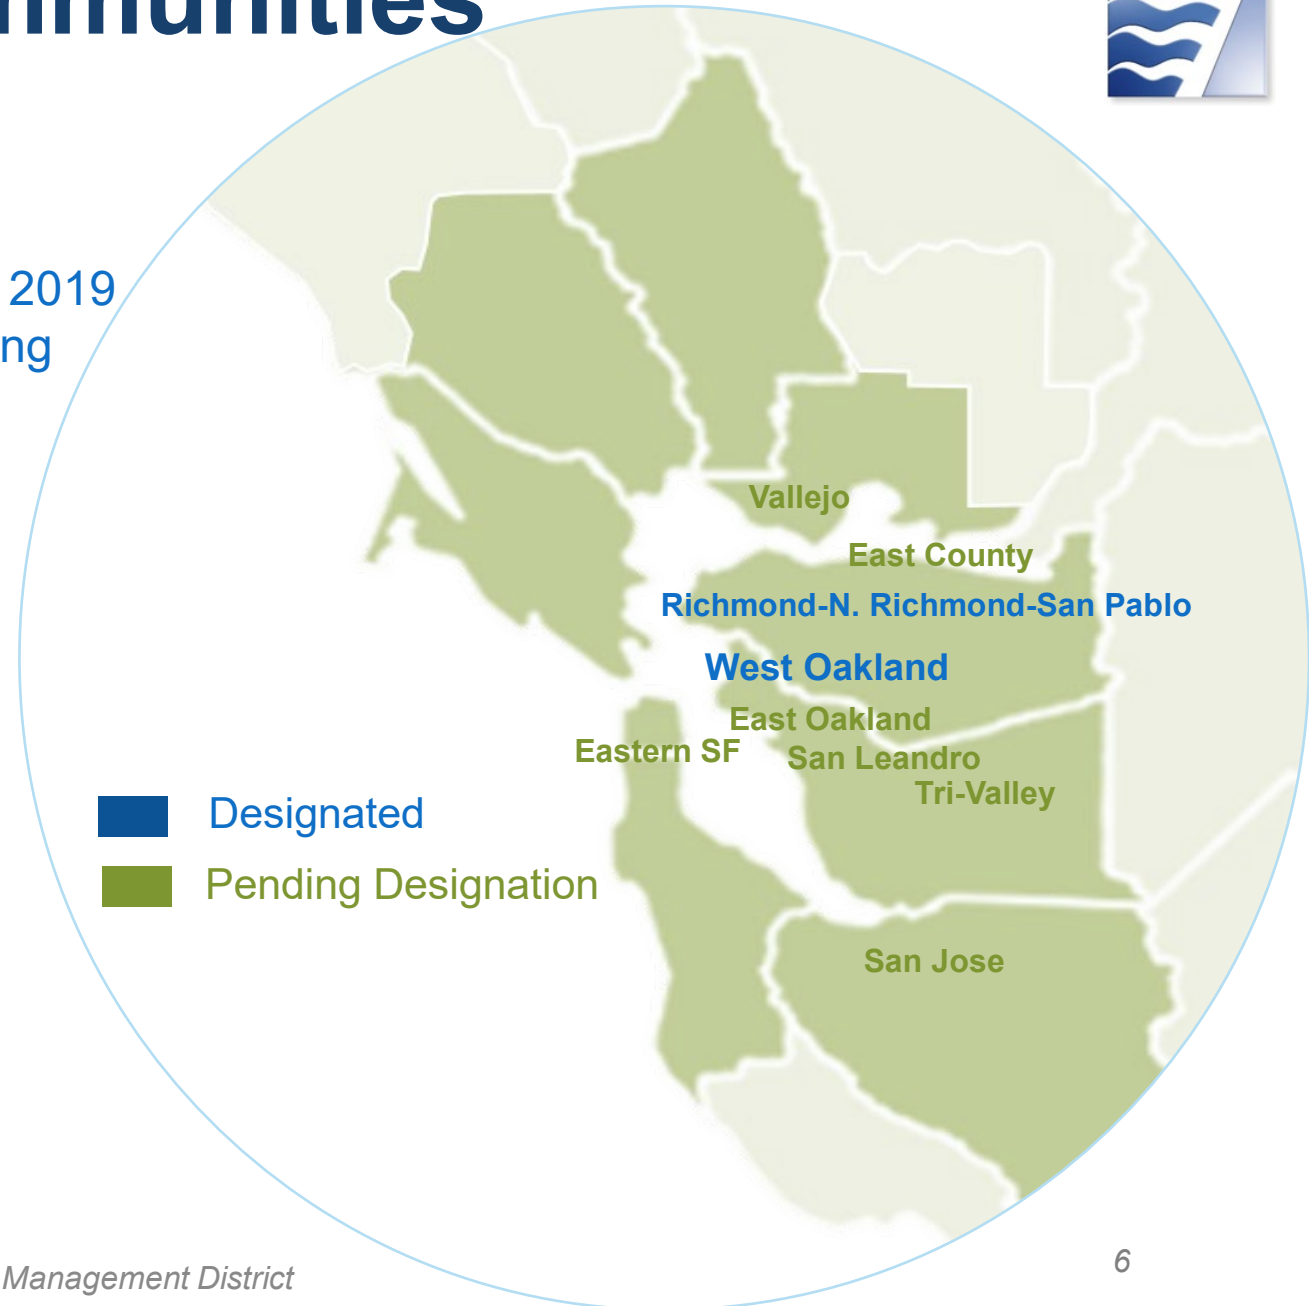 mmunities
2019
ng
Vallejo
East County
Richmond-N. Richmond-San Pablo
West Oakland
East Oakland
Eastern SF
San Leandro
Tri-Valley
Designated
Pending Designation
San Jose
Management District
6